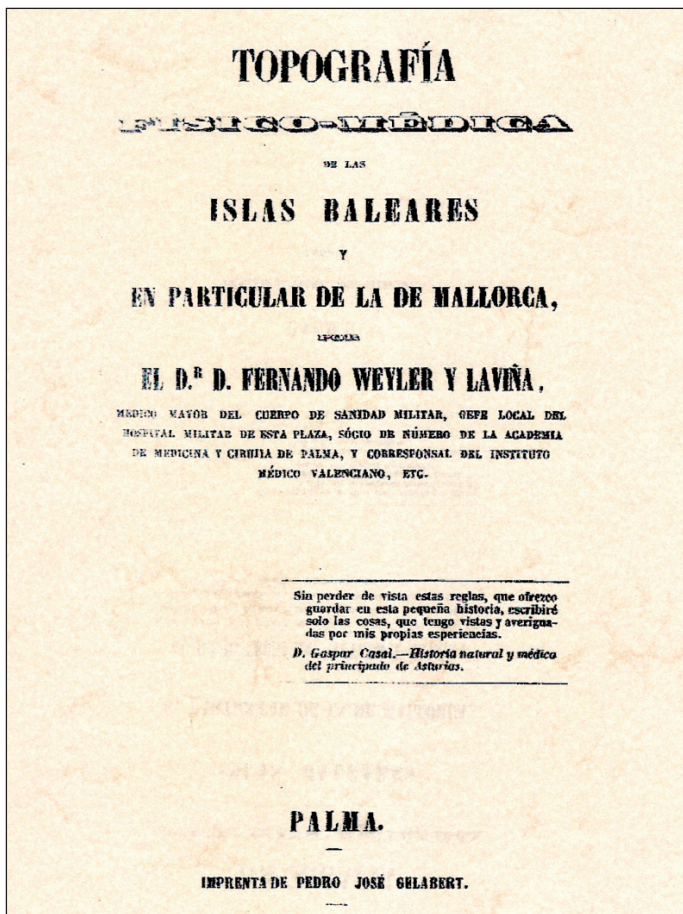 TOPOGRAFÍA
FISICO-MÉDICA
DE LAS
ISLAS BALEARES
Y
EN PARTICULAR DE LA DE MALLORCA,
POR
EL D.R D. FERNANDO WEYLER Y LAVIÑA,
MEDICO MAYOR DEL CUERPO DE SANIDAD MILITAR, GEFE LOCAL DEL
HOSPITAL MILITAR DE ESTA PLAZA, SÓCIO DE NÚMERO DE LA ACADEMIA
DE MEDICINA Y CIRUJIA DE PALMA, Y CORRESPONSAL DEL INSTITUTO
MÉDICO VALENCIANO, ETC.
Sin perder de vista estas reglas, que ofrezco
guardar en esta pequeña historia, escribiré
solo las cosas, que tengo vistas y averigua-
das por mis propias esperiencias.
D. Gaspar Casal.—Historia natural y médica
del principado de Asturias.
PALMA.
IMPRENTA DE PEDRO JOSÉ GELABERT.